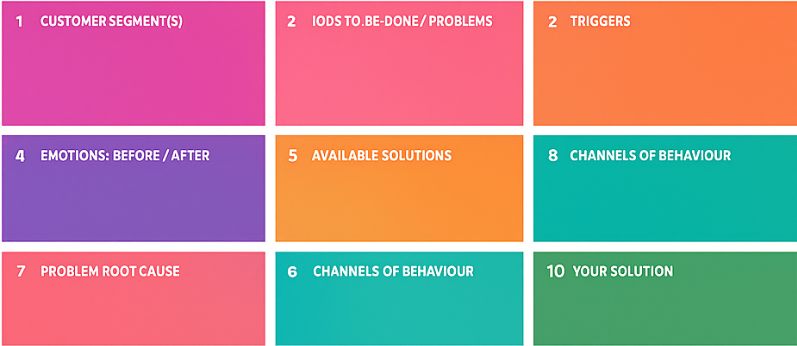 1 CUSTOMER SEGMENT(S)
2 IODS TO.BE-DONE / PROBLEMS
2 TRIGGERS
4 EMOTIONS: BEFORE / AFTER
5 AVAILABLE SOLUTIONS
8 CHANNELS OF BEHAVIOUR
7 PROBLEM ROOT CAUSE
6 CHANNELS OF BEHAVIOUR
10 YOUR SOLUTION